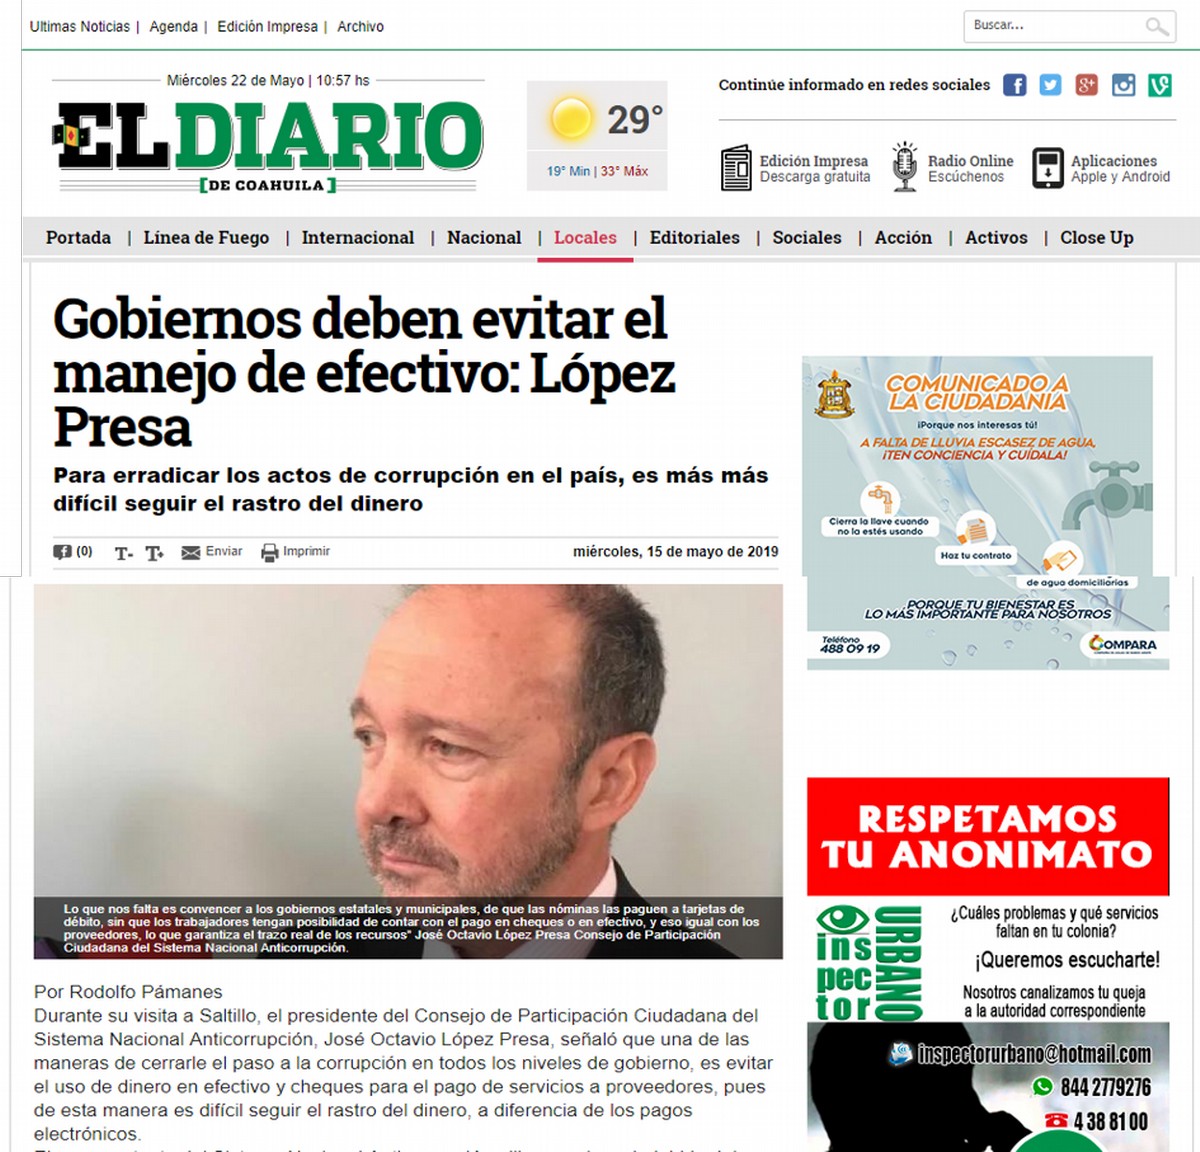 Ultimas Noticias | Agenda | Edición Impresa | Archivo
Buscar...
Miércoles 22 de Mayo | 10:57 hs
EL DIARIO
[DE COAHUILA]
29°
19° Min | 33° Máx
Continúe informado en redes sociales
Edición Impresa
Descarga gratuita
Radio Online
Escúchenos
Aplicaciones
Apple y Android
Portada | Línea de Fuego | Internacional | Nacional | Locales | Editoriales | Sociales | Acción | Activos | Close Up
Gobiernos deben evitar el
manejo de efectivo: López
Presa
Para erradicar los actos de corrupción en el país, es más más
difícil seguir el rastro del dinero
(0) T- T+ Enviar Imprimir
miércoles, 15 de mayo de 2019
Lo que nos falta es convencer a los gobiernos estatales y municipales, de que las nóminas las paguen a tarjetas de
débito, sin que los trabajadores tengan posibilidad de contar con el pago en cheques o en efectivo, y eso igual con los
proveedores, lo que garantiza el trazo real de los recursos" José Octavio López Presa Consejo de Participación
Ciudadana del Sistema Nacional Anticorrupción.
Por Rodolfo Pámanes
Durante su visita a Saltillo, el presidente del Consejo de Participación Ciudadana del
Sistema Nacional Anticorrupción, José Octavio López Presa, señaló que una de las
maneras de cerrarle el paso a la corrupción en todos los niveles de gobierno, es evitar
el uso de dinero en efectivo y cheques para el pago de servicios a proveedores, pues
de esta manera es difícil seguir el rastro del dinero, a diferencia de los pagos
electrónicos.
COMUNICADO A
LA CIUDADANÍA
¡Porque nos interesas tú!
A FALTA DE LLUVIA ESCASEZ DE AGUA,
¡TEN CONCIENCIA Y CUÍDALA!
Cierra la llave cuando
no la estés usando
Haz tu contrato
de agua domiciliarias
PORQUE TU BIENESTAR ES
LO MÁS IMPORTANTE PARA NOSOTROS
Teléfono
488 09 19
COMPARA
RESPETAMOS
TU ANONIMATO
inspector
URBANO
¿Cuáles problemas y qué servicios
faltan en tu colonia?
¡Queremos escucharte!
Nosotros canalizamos tu queja
a la autoridad correspondiente
inspectorurbano@hotmail.com
844 2779276
4 38 81 00